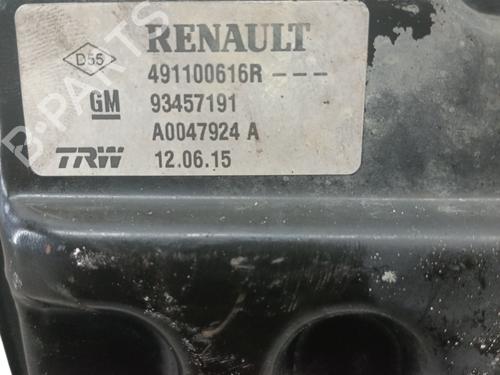 RENAULT
D55
491100616R ---
GM 93457191
A0047924 A
TRW 12.06.15
B-PARTS